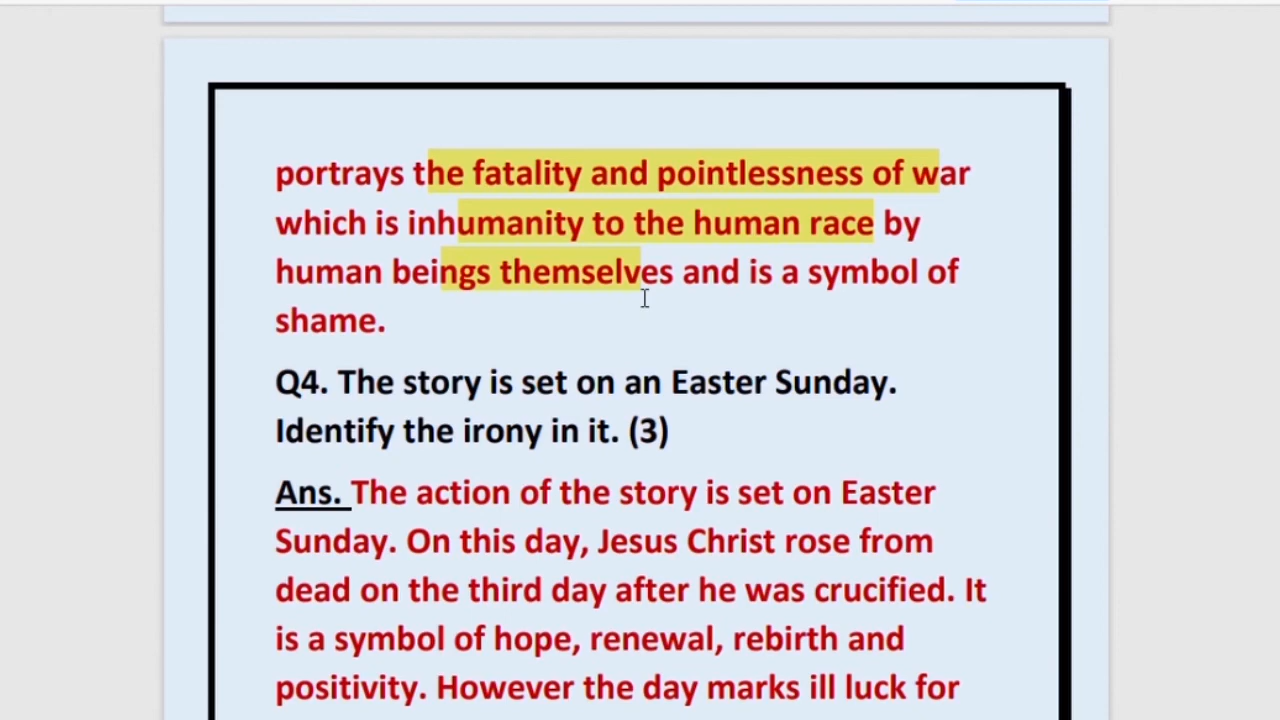 portrays the fatality and pointlessness of war
which is inhumanity to the human race by
human beings themselves and is a symbol of
shame.
Q4. The story is set on an Easter Sunday.
Identify the irony in it. (3)
Ans. The action of the story is set on Easter
Sunday. On this day, Jesus Christ rose from
dead on the third day after he was crucified. It
is a symbol of hope, renewal, rebirth and
positivity. However the day marks ill luck for